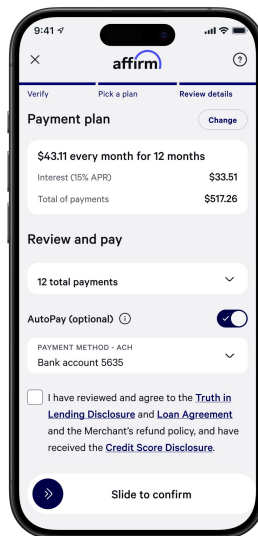 9:41
affirm
?
Verify Pick a plan Review details
Payment plan Change
$43.11 every month for 12 months
Interest (15% APR) $33.51
Total of payments $517.26
Review and pay
12 total payments
AutoPay (optional) i
PAYMENT METHOD - ACH
Bank account 5635
I have reviewed and agree to the Truth in
Lending Disclosure and Loan Agreement
and the Merchant's refund policy, and have
received the Credit Score Disclosure.
Slide to confirm